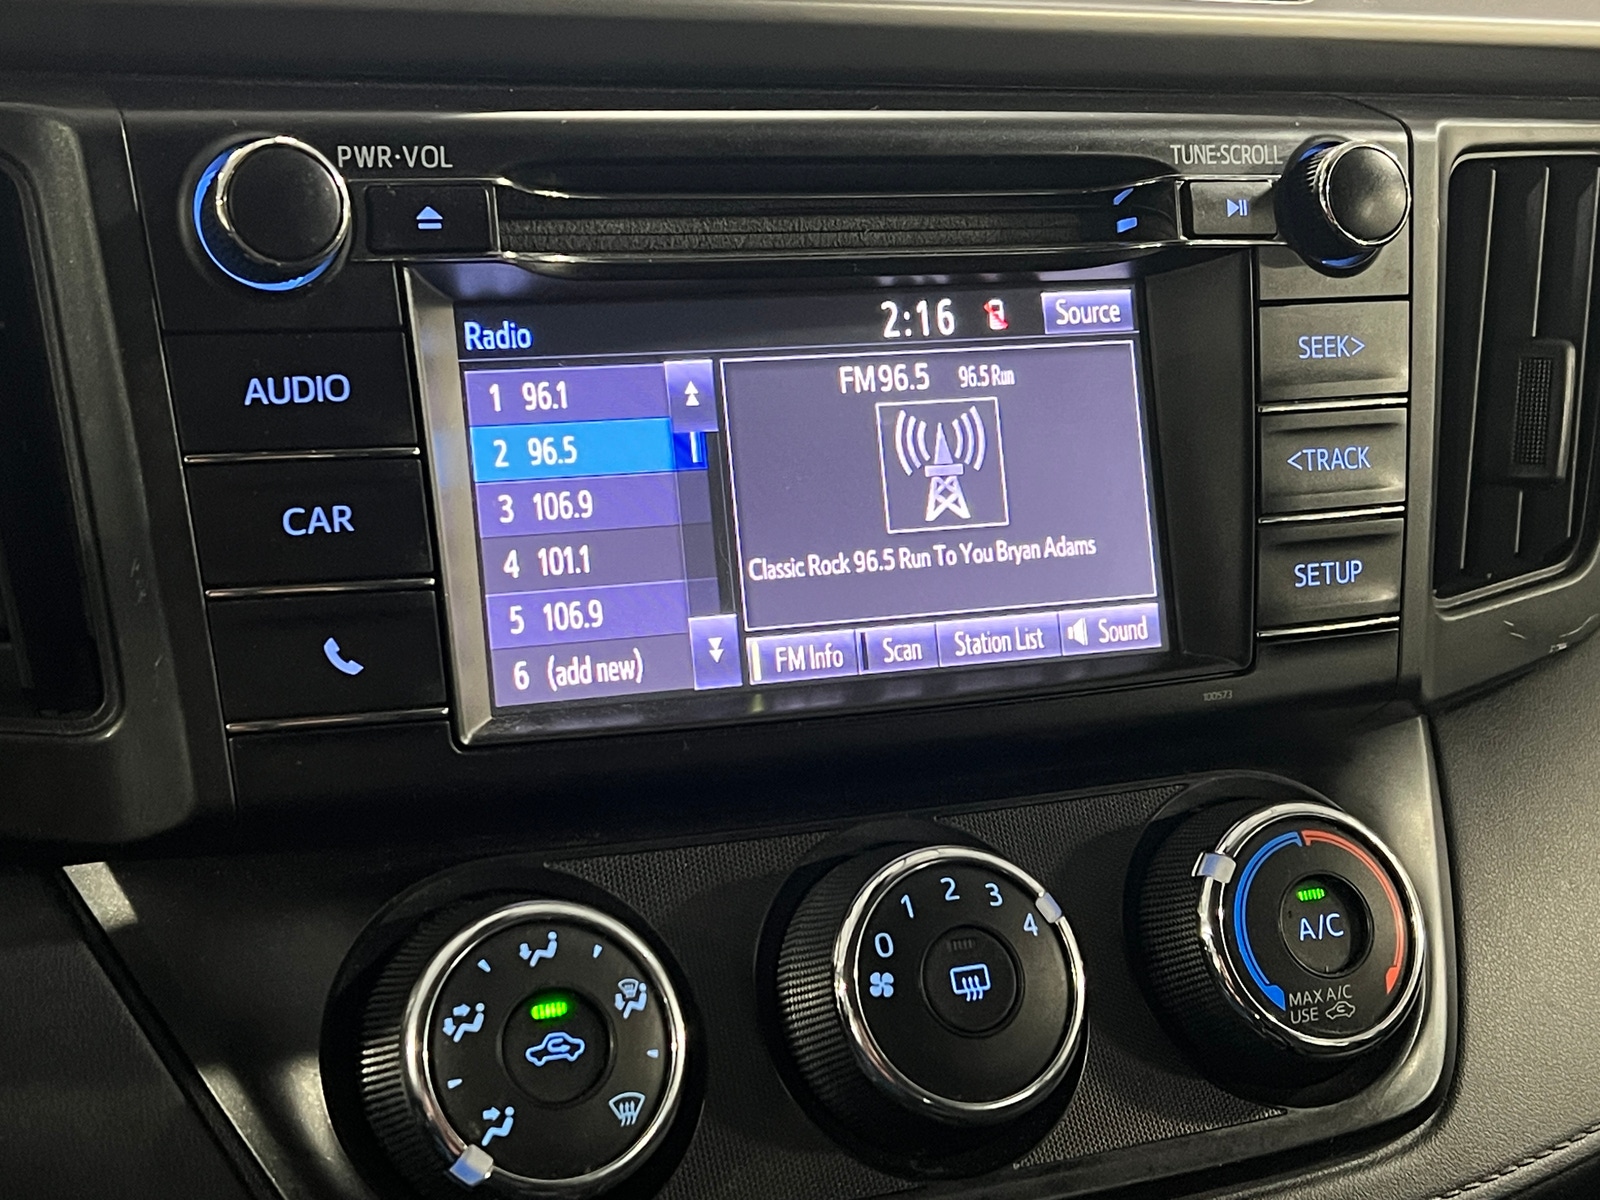 PWR·VOL
TUNE·SCROLL
AUDIO
CAR
Radio
2:16
Source
1 96.1
2 96.5
3 106.9
4 101.1
5 106.9
6 (add new)
FM 96.5 96.5 Run
Classic Rock 96.5 Run To You Bryan Adams
FM Info
Scan
Station List
Sound
SEEK>
<TRACK
SETUP
100573
0 1 2 3 4
A/C
MAX A/C
USE